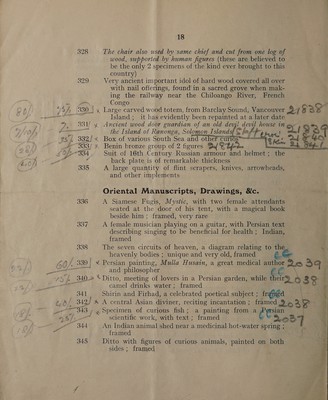 18
328 The chair also used by same chief and cut from one log of
wood, supported by human figures (these are believed to
be the only 2 specimens of the kind ever brought to this
country)
329 Very ancient important idol of hard wood covered all over
with nail offerings, found in a sacred grove when mak-
ing the railway near the Chiloango River, French
Congo
330 Large carved wood totem, from Barclay Sound, Vancouver 21838
Island ; it has evidently been repainted at a later date
331 Ancient wood door guardian of an old devil devil house in 21839
the Island of Rawonga, Solomon Islands
332 Box of various South Sea and other curios
333 Benin bronze group of 2 figures
334 Suit of 16th Century Russian armour and helmet ; the
back plate is of remarkable thickness
335 A large quantity of flint scrapers, knives, arrowheads,
and other implements
Oriental Manuscripts, Drawings, &c.
336 A Siamese Fugis, Mystic, with two female attendants
seated at the door of his tent, with a magical book
beside him ; framed, very rare
337 A female musician playing on a guitar, with Persian text
describing singing to be beneficial for health ; Indian,
framed
338 The seven circuits of heaven, a diagram relating to the
heavenly bodies ; unique and very old, framed
339 Persian painting, Mulla Husain, a great medical author
and philosopher
340 Ditto, meeting of lovers in a Persian garden, while their
camel drinks water ; framed
341 Shirin and Firhad, a celebrated poetical subject ; framed
342 A central Asian diviner, reciting incantation ; framed 2038
343 Specimen of curious fish ; a painting from a Persian
scientific work, with text ; framed 2037
344 An Indian animal shed near a medicinal hot-water spring ;
framed
345 Ditto with figures of curious animals, painted on both
sides ; framed